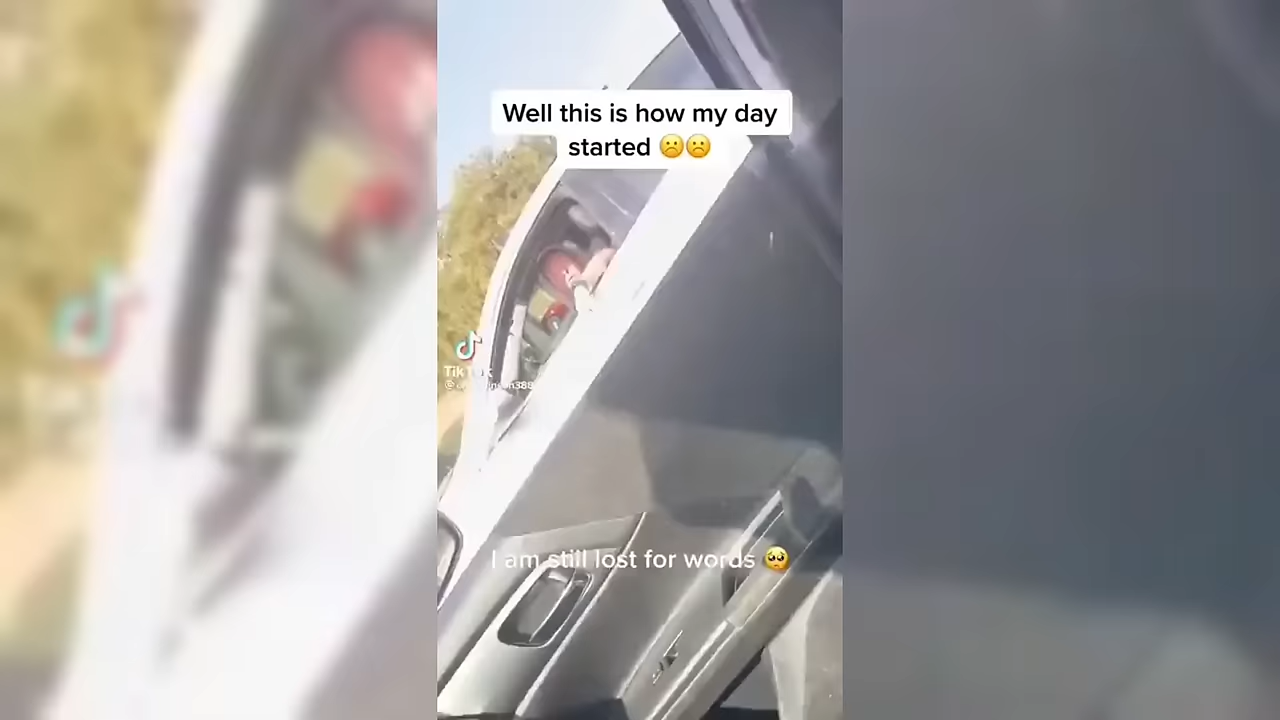 Well this is how my day
started ☹️☹️
TikTok
I am still lost for words 🥺